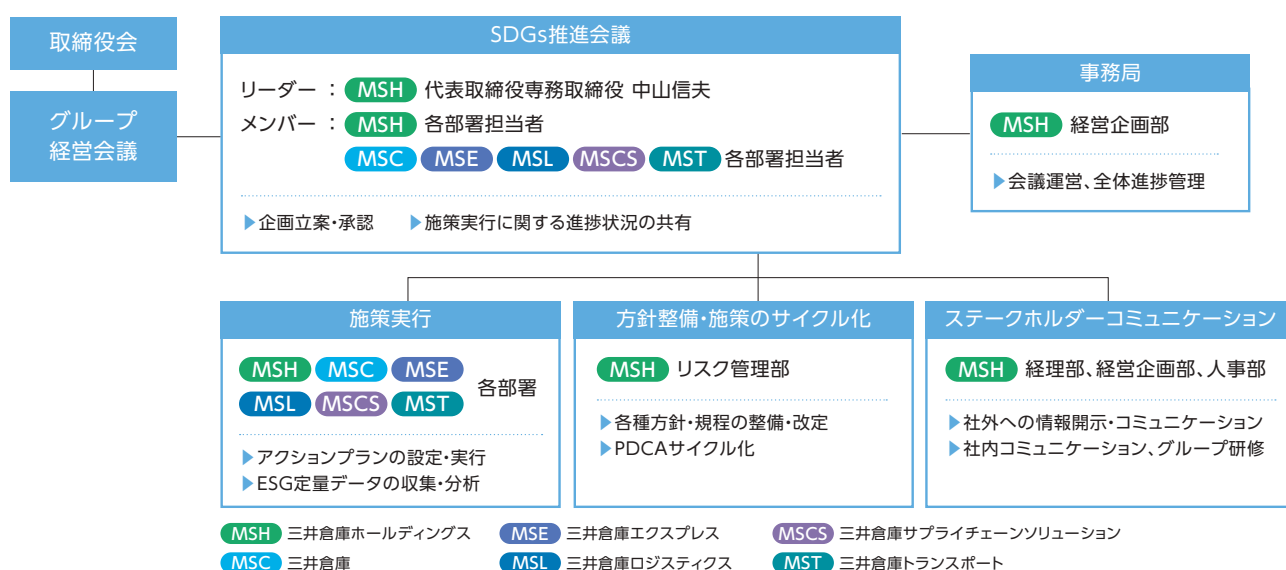 取締役会
グループ
経営会議
SDGs推進会議
リーダー ： MSH 代表取締役専務取締役 中山信夫
メンバー ： MSH 各部署担当者
MSC MSE MSL MSCS MST 各部署担当者
▶企画立案・承認 ▶施策実行に関する進捗状況の共有
事務局
MSH 経営企画部
▶会議運営、全体進捗管理
施策実行
MSH MSC MSE
MSL MSCS MST
各部署
▶アクションプランの設定・実行
▶ESG定量データの収集・分析
方針整備・施策のサイクル化
MSH リスク管理部
▶各種方針・規程の整備・改定
▶PDCAサイクル化
ステークホルダーコミュニケーション
MSH 経理部、経営企画部、人事部
▶社外への情報開示・コミュニケーション
▶社内コミュニケーション、グループ研修
MSH 三井倉庫ホールディングス MSE 三井倉庫エクスプレス MSCS 三井倉庫サプライチェーンソリューション
MSC 三井倉庫 MSL 三井倉庫ロジスティクス MST 三井倉庫トランスポート